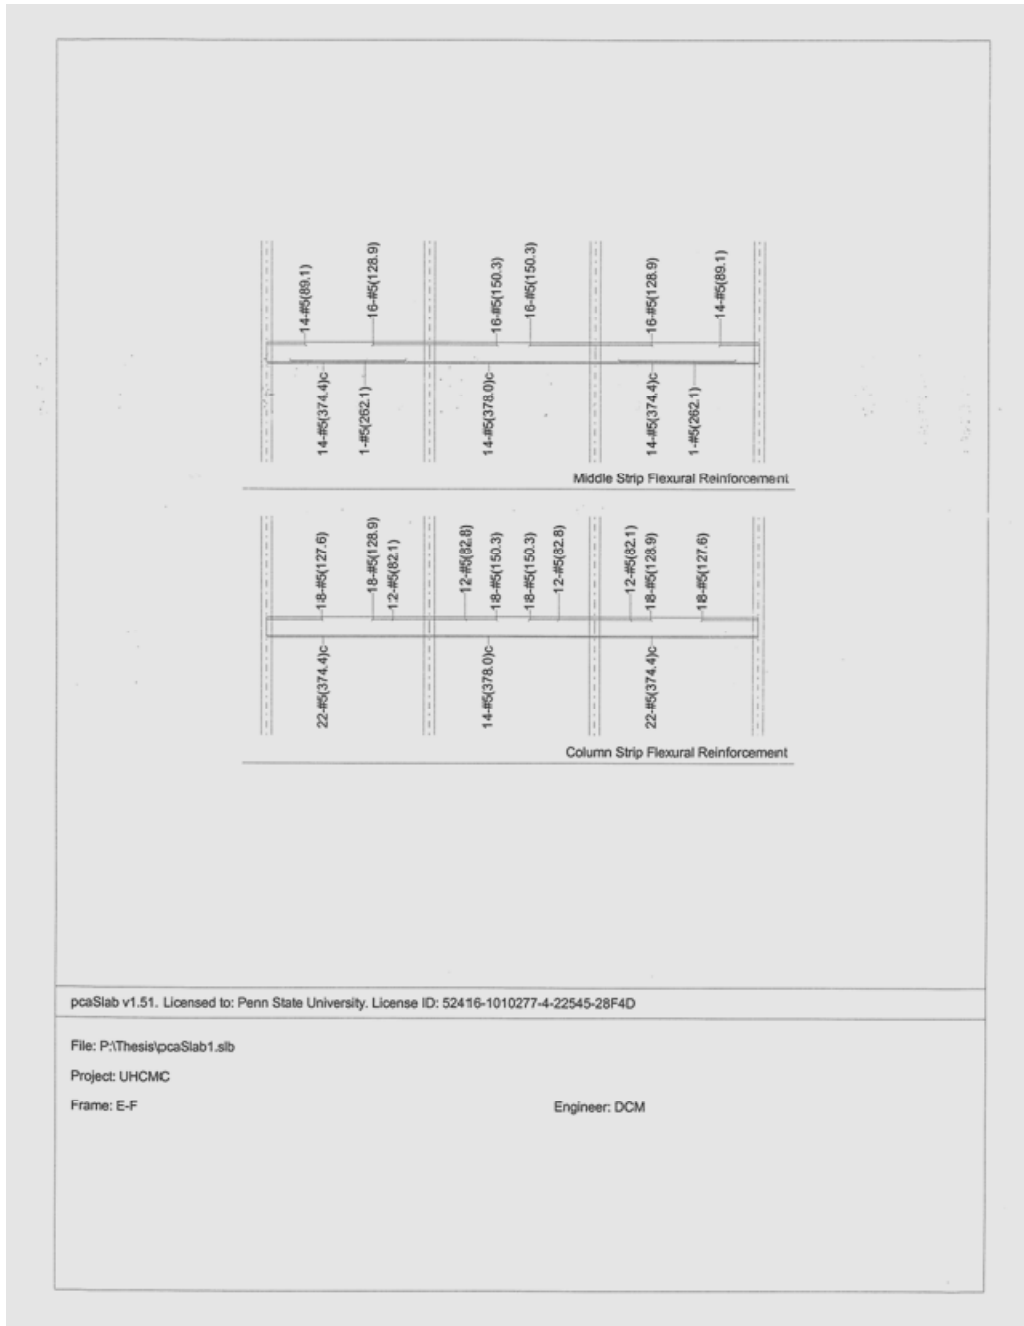 14-#5(89.1)
16-#5(128.9)
16-#5(150.3)
16-#5(150.3)
16-#5(128.9)
14-#5(89.1)
14-#5(374.4)c
1-#5(262.1)
14-#5(378.0)c
14-#5(374.4)c
1-#5(262.1)
Middle Strip Flexural Reinforcement
18-#5(127.6)
18-#5(128.9)
12-#5(82.1)
12-#5(82.8)
18-#5(150.3)
18-#5(150.3)
12-#5(82.8)
12-#5(82.1)
18-#5(128.9)
18-#5(127.6)
22-#5(374.4)c
14-#5(378.0)c
22-#5(374.4)c
Column Strip Flexural Reinforcement
pcaSlab v1.51. Licensed to: Penn State University. License ID: 52416-1010277-4-22545-28F4D
File: P:\Thesis\pcaSlab1.slb
Project: UHCMC
Frame: E-F
Engineer: DCM